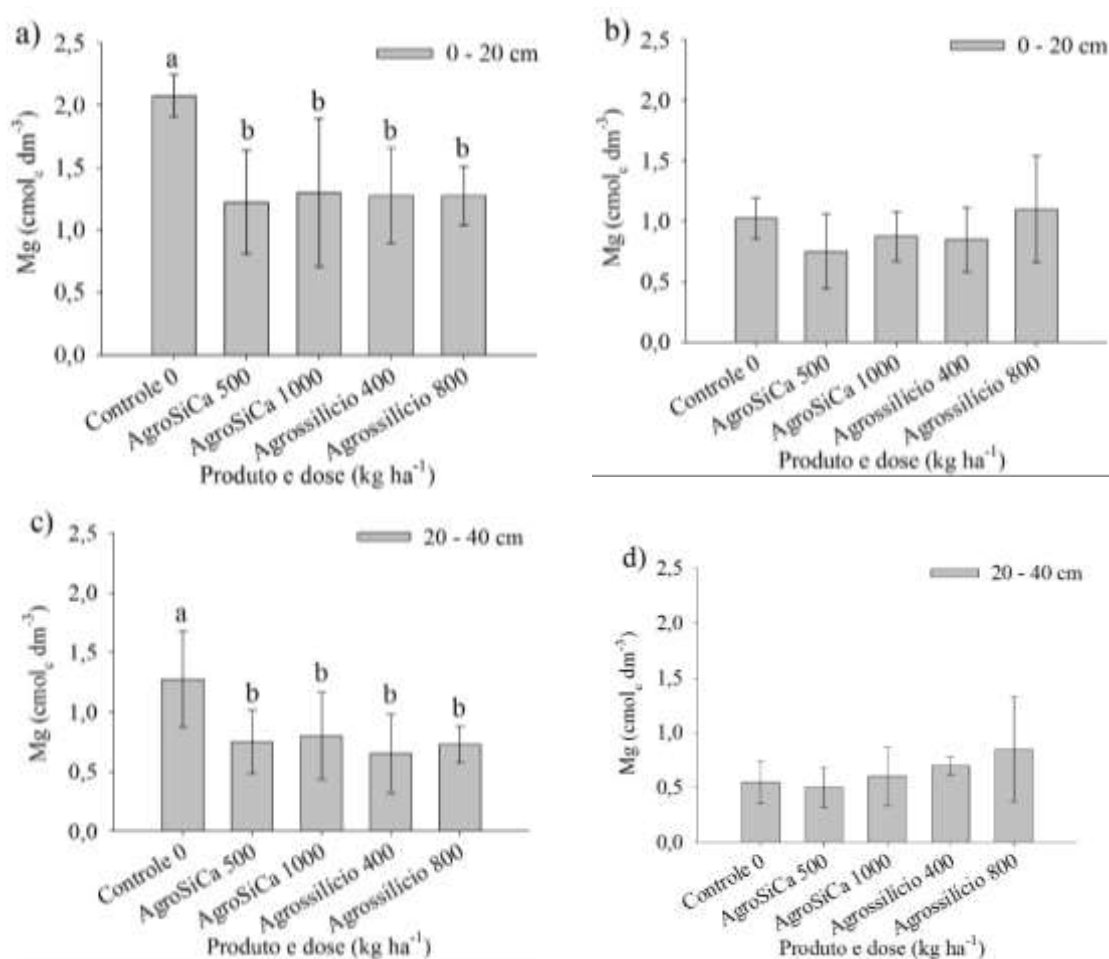 a)
2,5
2,0
1,5
1,0
0,5
0,0
Mg (cmol_c dm⁻³)
0 - 20 cm
a
b
b
b
b
Controle 0
AgroSiCa 500
AgroSiCa 1000
Agrossilício 400
Agrossilício 800
Produto e dose (kg ha⁻¹)
b)
2,5
2,0
1,5
1,0
0,5
0,0
Mg (cmol_c dm⁻³)
0 - 20 cm
Controle 0
AgroSiCa 500
AgroSiCa 1000
Agrossilício 400
Agrossilício 800
Produto e dose (kg ha⁻¹)
c)
2,5
2,0
1,5
1,0
0,5
0,0
Mg (cmol_c dm⁻³)
20 - 40 cm
a
b
b
b
b
Controle 0
AgroSiCa 500
AgroSiCa 1000
Agrossilício 400
Agrossilício 800
Produto e dose (kg ha⁻¹)
d)
2,5
2,0
1,5
1,0
0,5
0,0
Mg (cmol_c dm⁻³)
20 - 40 cm
Controle 0
AgroSiCa 500
AgroSiCa 1000
Agrossilício 400
Agrossilício 800
Produto e dose (kg ha⁻¹)